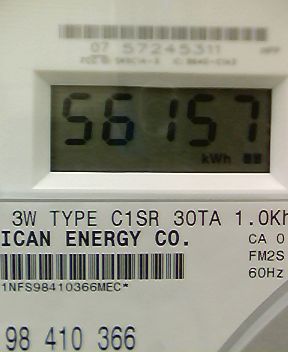 07 57245311
56157
kWh
3W TYPE C1SR 30TA 1.0Kh
ICAN ENERGY CO.
CA 0
FM2S
60Hz
1NFS98410366MEC*
98 410 366